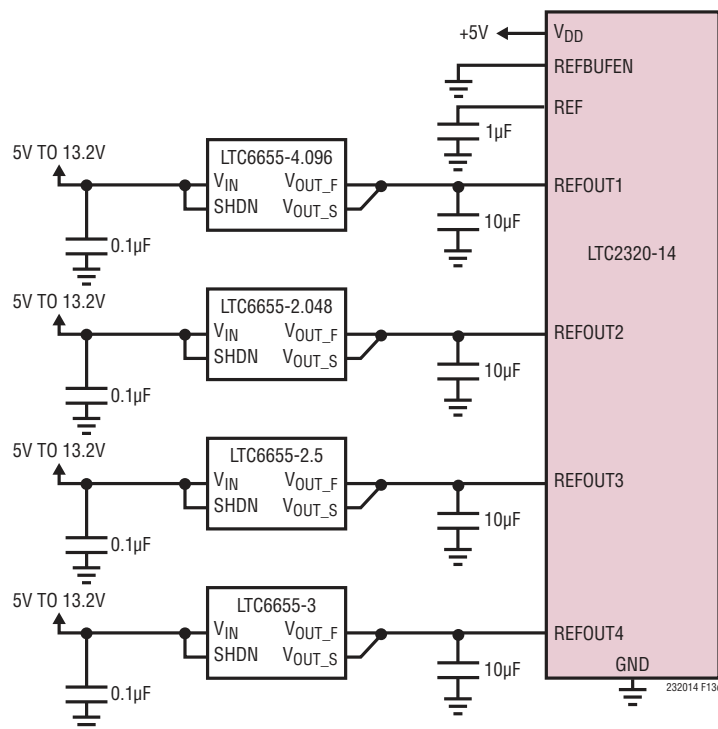 +5V
VDD
REFBUFEN
REF
1µF
5V TO 13.2V
LTC6655-4.096
VIN
VOUT_F
SHDN
VOUT_S
REFOUT1
0.1µF
10µF
LTC2320-14
5V TO 13.2V
LTC6655-2.048
VIN
VOUT_F
SHDN
VOUT_S
REFOUT2
0.1µF
10µF
5V TO 13.2V
LTC6655-2.5
VIN
VOUT_F
SHDN
VOUT_S
REFOUT3
0.1µF
10µF
5V TO 13.2V
LTC6655-3
VIN
VOUT_F
SHDN
VOUT_S
REFOUT4
0.1µF
10µF
GND
232014